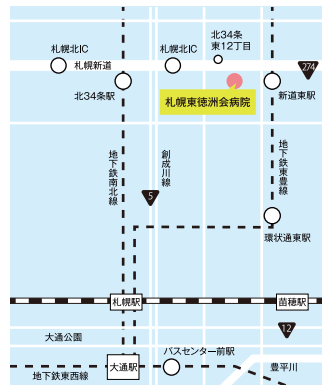 北34条
東12丁目
札幌北IC
札幌北IC
札幌新道
274
北34条駅
新道東駅
札幌東徳洲会病院
地下鉄南北線
創成川線
地下鉄東豊線
5
環状通東駅
札幌駅
苗穂駅
12
大通公園
バスセンター前駅
大通駅
豊平川
地下鉄東西線